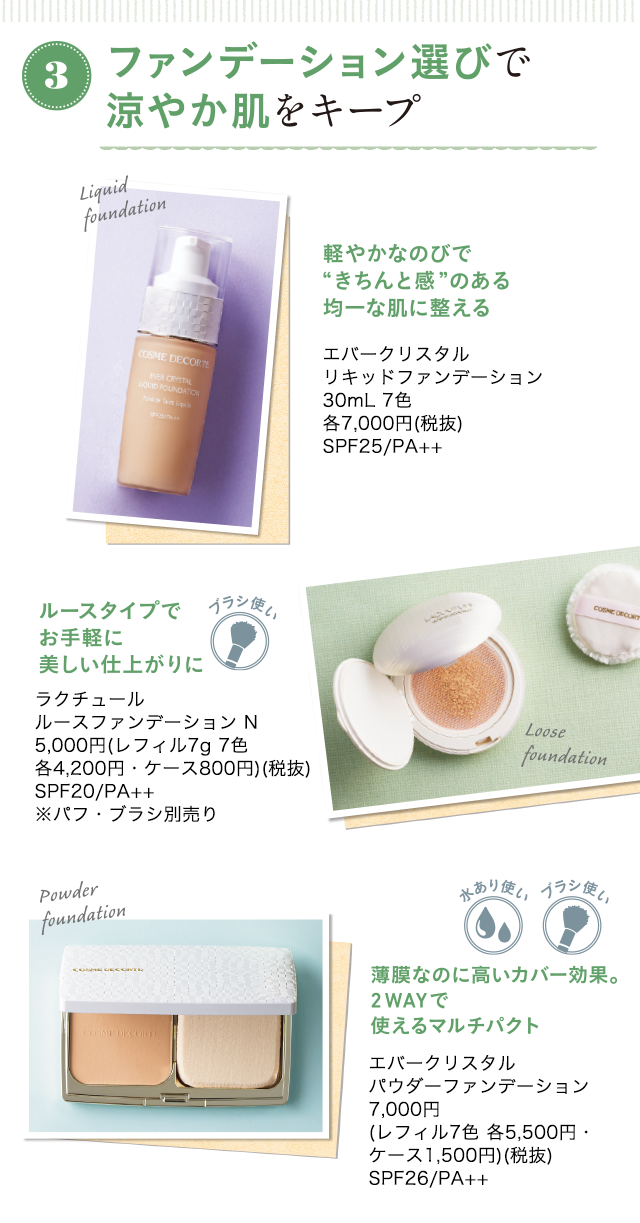 3
ファンデーション選びで
涼やか肌をキープ
Liquid
foundation
COSME DECORTE
EVER CRYSTAL
LIQUID FOUNDATION
軽やかなのびで
“きちんと感”のある
均一な肌に整える
エバークリスタル
リキッドファンデーション
30mL 7色
各7,000円(税抜)
SPF25/PA++
ルースタイプで
お手軽に
美しい仕上がりに
ブラシ使い
ラクチュール
ルースファンデーション N
5,000円(レフィル7g 7色
各4,200円・ケース800円)(税抜)
SPF20/PA++
※パフ・ブラシ別売り
COSME DECORTE
Loose
foundation
Powder
foundation
COSME DECORTE
COSME DECORTE
水あり使い
ブラシ使い
薄膜なのに高いカバー効果。
2WAYで
使えるマルチパクト
エバークリスタル
パウダーファンデーション
7,000円
(レフィル7色 各5,500円・
ケース1,500円)(税抜)
SPF26/PA++